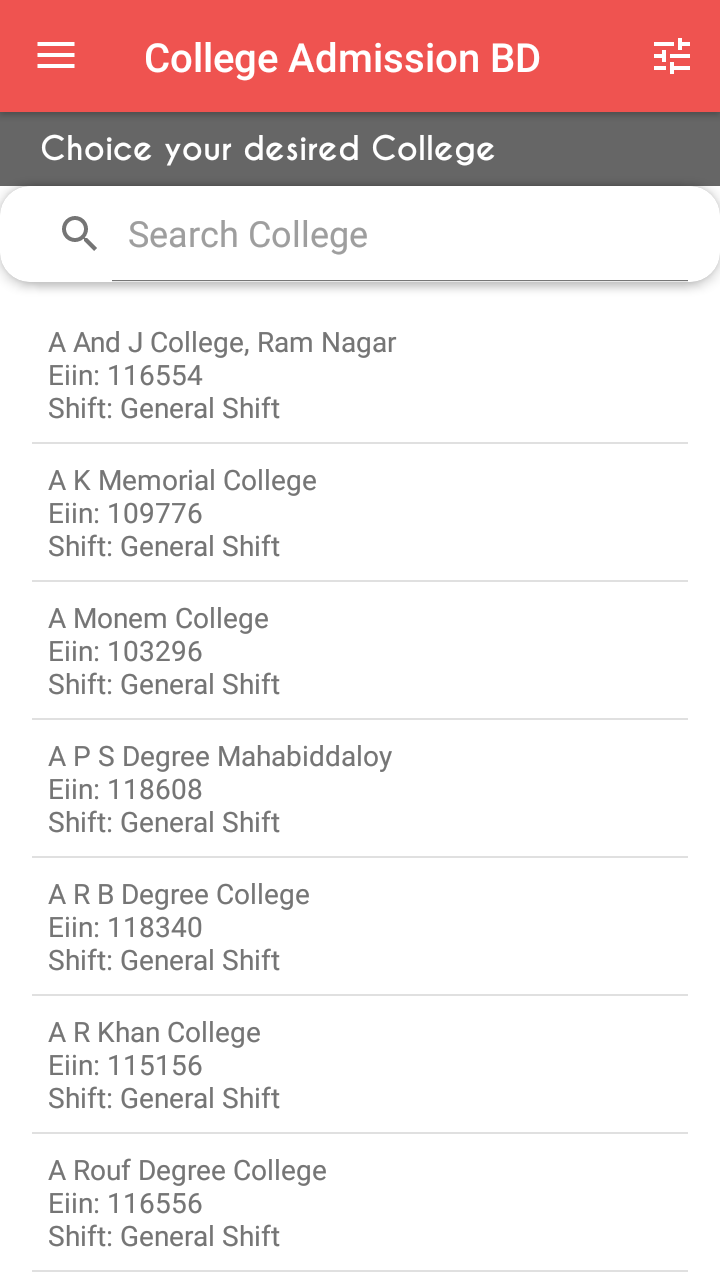 College Admission BD
Choice your desired College
Search College
A And J College, Ram Nagar
Eiin: 116554
Shift: General Shift
A K Memorial College
Eiin: 109776
Shift: General Shift
A Monem College
Eiin: 103296
Shift: General Shift
A P S Degree Mahabiddaloy
Eiin: 118608
Shift: General Shift
A R B Degree College
Eiin: 118340
Shift: General Shift
A R Khan College
Eiin: 115156
Shift: General Shift
A Rouf Degree College
Eiin: 116556
Shift: General Shift